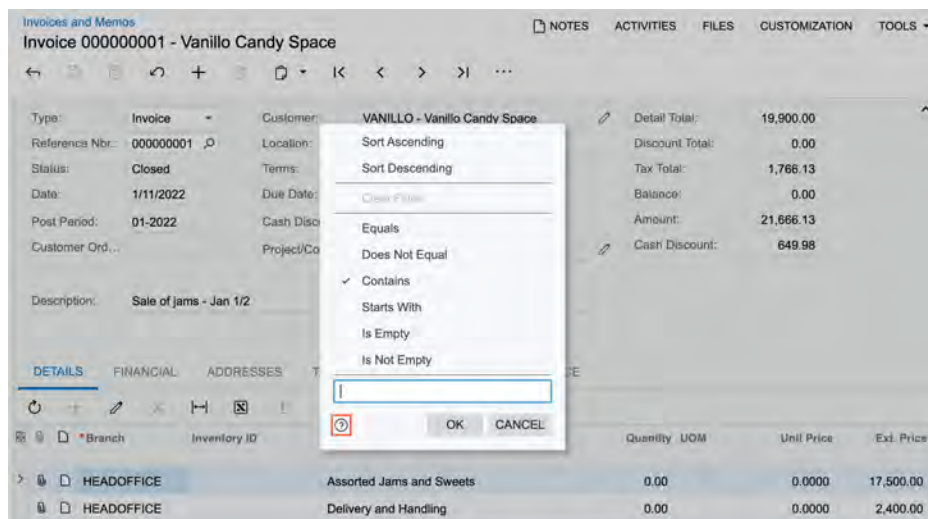 Invoices and Memos
Invoice 000000001 - Vanillo Candy Space
NOTES ACTIVITIES FILES CUSTOMIZATION TOOLS
Type: Invoice Customer: VANILLO - Vanillo Candy Space Detail Total: 19,900.00
Reference Nbr.: 000000001 Location: Discount Total: 0.00
Status: Closed Terms: Tax Total: 1,766.13
Date: 1/11/2022 Due Date: Balance: 0.00
Post Period: 01-2022 Cash Disco Amount: 21,666.13
Customer Ord... Project/Co Cash Discount: 649.98
Description: Sale of jams - Jan 1/2
Sort Ascending
Sort Descending
Clear Filter
Equals
Does Not Equal
Contains
Starts With
Is Empty
Is Not Empty
OK CANCEL
DETAILS FINANCIAL ADDRESSES T CE
*Branch Inventory ID Quantity UOM Unit Price Ext. Price
HEADOFFICE Assorted Jams and Sweets 0.00 0.0000 17,500.00
HEADOFFICE Delivery and Handling 0.00 0.0000 2,400.00